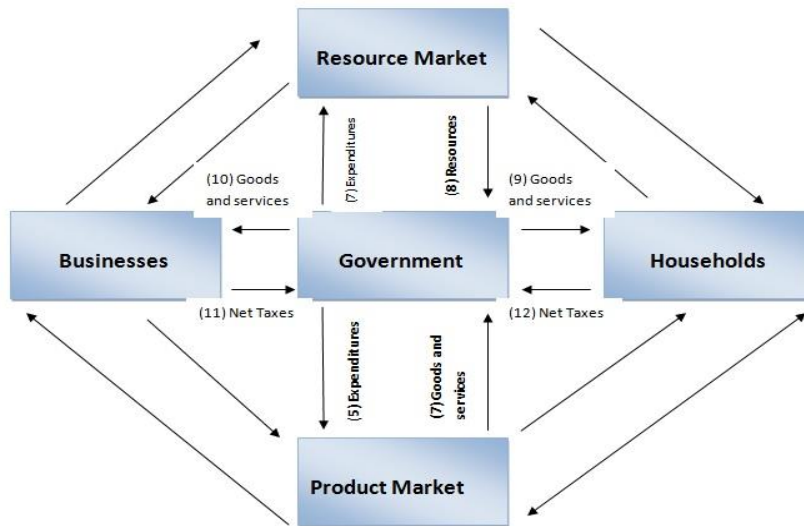 Resource Market
(7) Expenditures
(8) Resources
(10) Goods
and services
(9) Goods
and services
Businesses
Government
Households
(11) Net Taxes
(12) Net Taxes
(5) Expenditures
(7)Goods and
services
Product Market